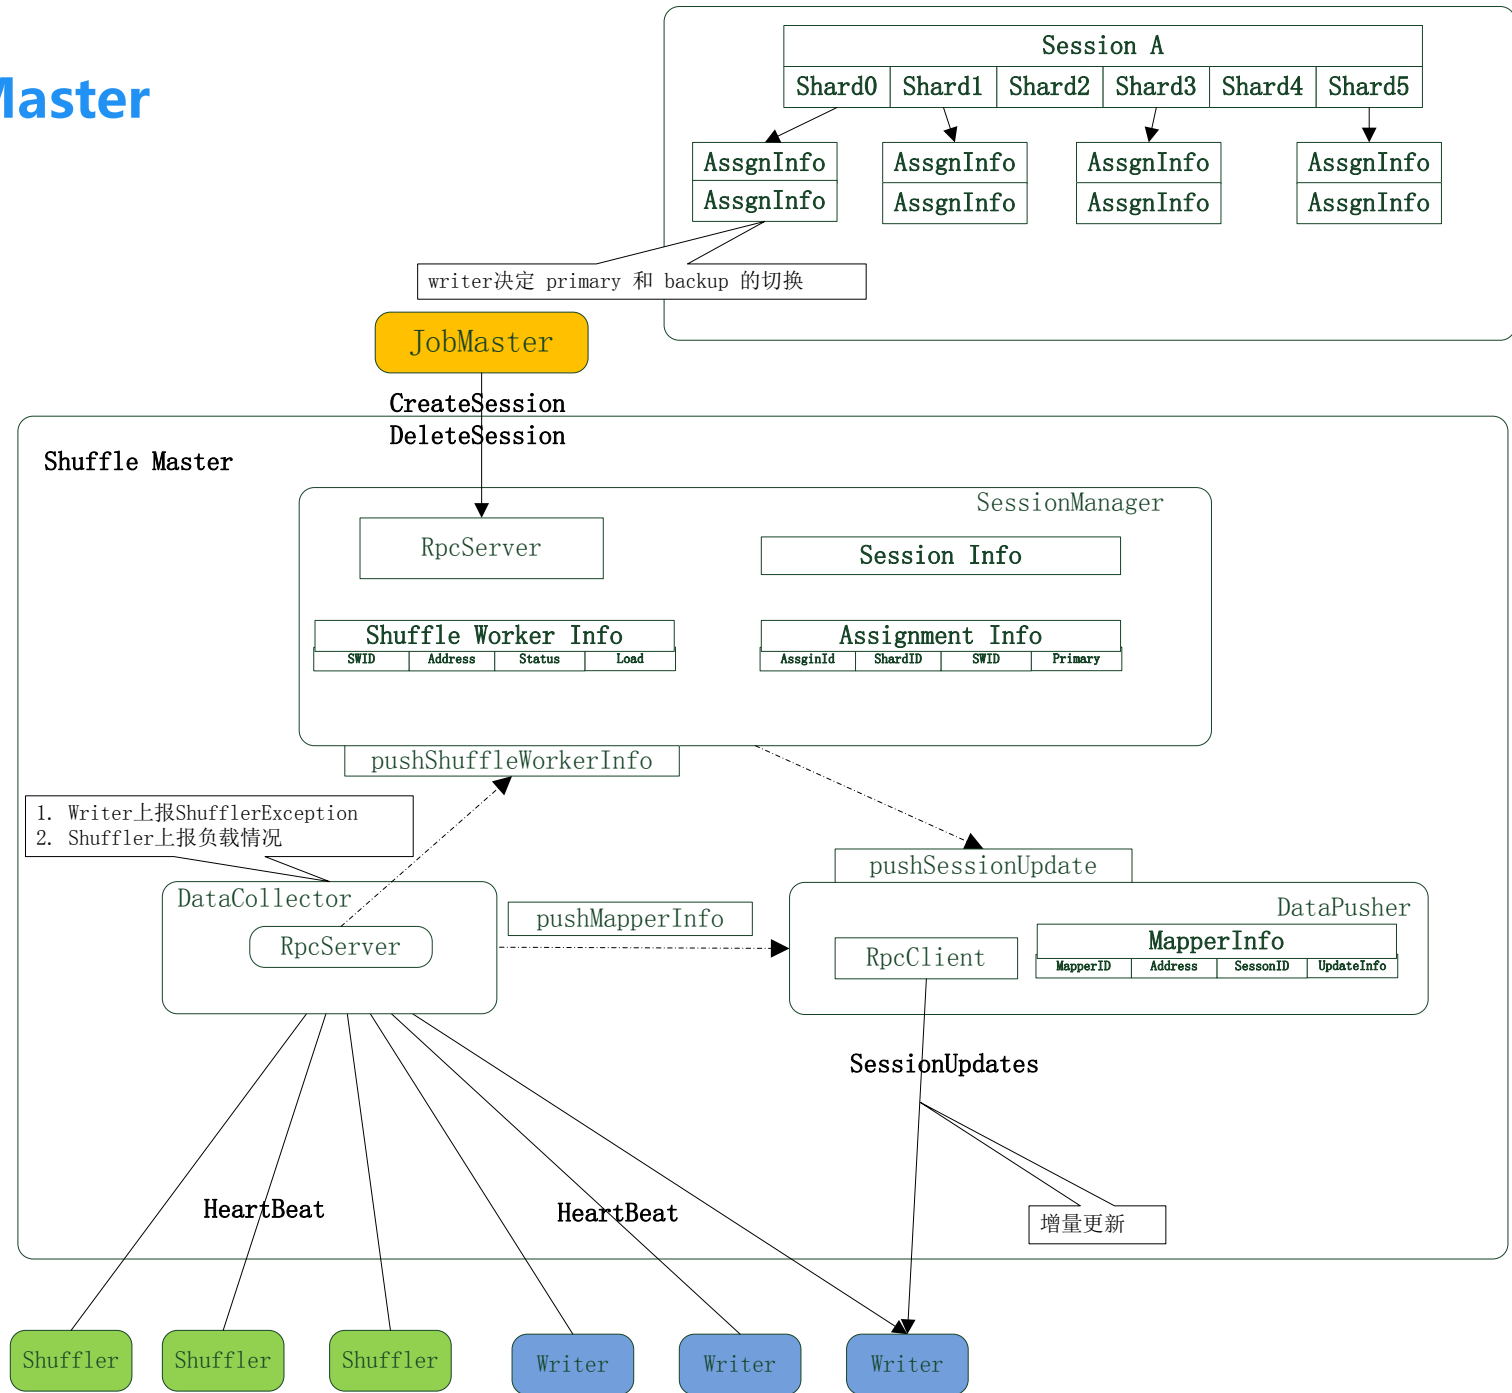 Master
Session A
Shard0 Shard1 Shard2 Shard3 Shard4 Shard5
AssgnInfo AssgnInfo AssgnInfo AssgnInfo
AssgnInfo AssgnInfo AssgnInfo AssgnInfo
writer决定 primary 和 backup 的切换
JobMaster
CreateSession
DeleteSession
Shuffle Master
SessionManager
RpcServer
Session Info
Shuffle Worker Info
SWID Address Status Load
Assignment Info
AssginId ShardID SWID Primary
pushShuffleWorkerInfo
1. Writer上报ShufflerException
2. Shuffler上报负载情况
pushSessionUpdate
DataCollector
RpcServer
pushMapperInfo
DataPusher
RpcClient
MapperInfo
MapperID Address SessonID UpdateInfo
SessionUpdates
HeartBeat
HeartBeat
增量更新
Shuffler Shuffler Shuffler Writer Writer Writer